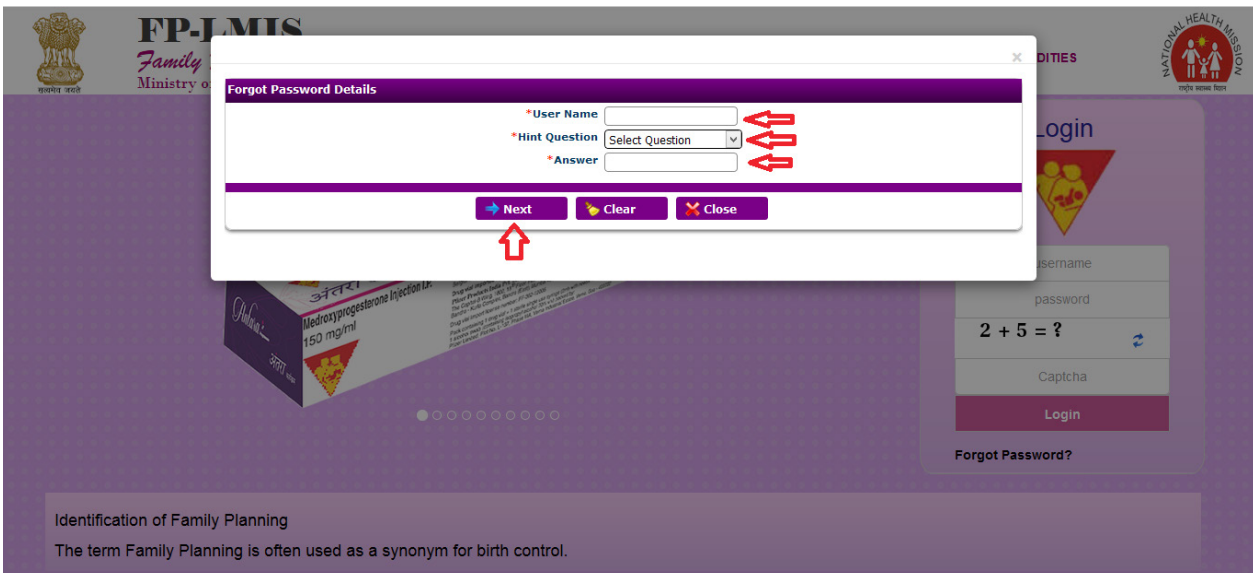 FP-LMIS
Family
Ministry o
सत्यमेव जयते
DITIES
NATIONAL HEALTH MISSION
राष्ट्रीय स्वास्थ्य मिशन
×
Forgot Password Details
*User Name
*Hint Question Select Question
*Answer
Next Clear Close
Login
username
password
2 + 5 = ?
Captcha
Login
Forgot Password?
अंतरा
Antara
Medroxyprogesterone Injection I.P.
150 mg/ml
अंतरा
Identification of Family Planning
The term Family Planning is often used as a synonym for birth control.